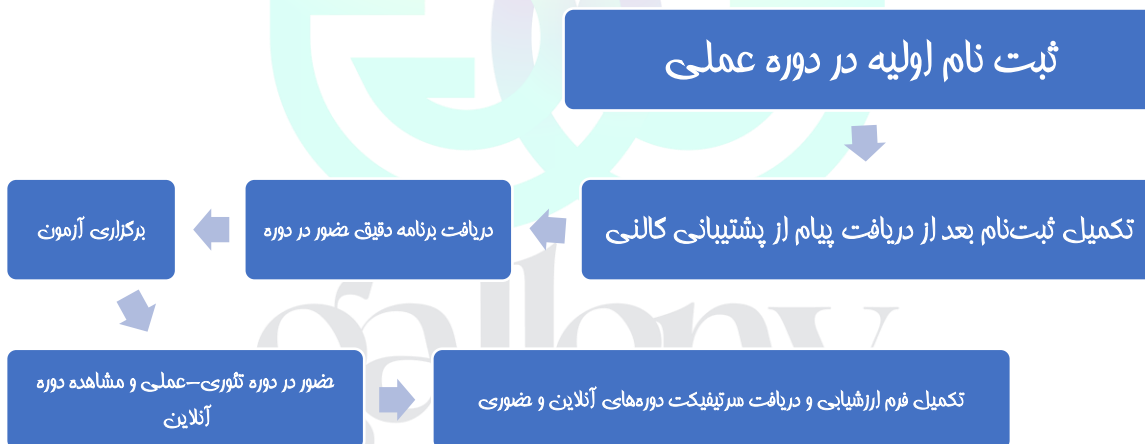 ثبت نام اولیه در دوره عملی
تکمیل ثبت‌نام بعد از دریافت پیام از پشتیبانی کالنی
دریافت برنامه دقیق حضور در دوره
برگزاری آزمون
حضور در دوره تئوری–عملی و مشاهده دوره
آنلاین
تکمیل فرم ارزشیابی و دریافت سرتیفیکت دوره‌های آنلاین و حضوری